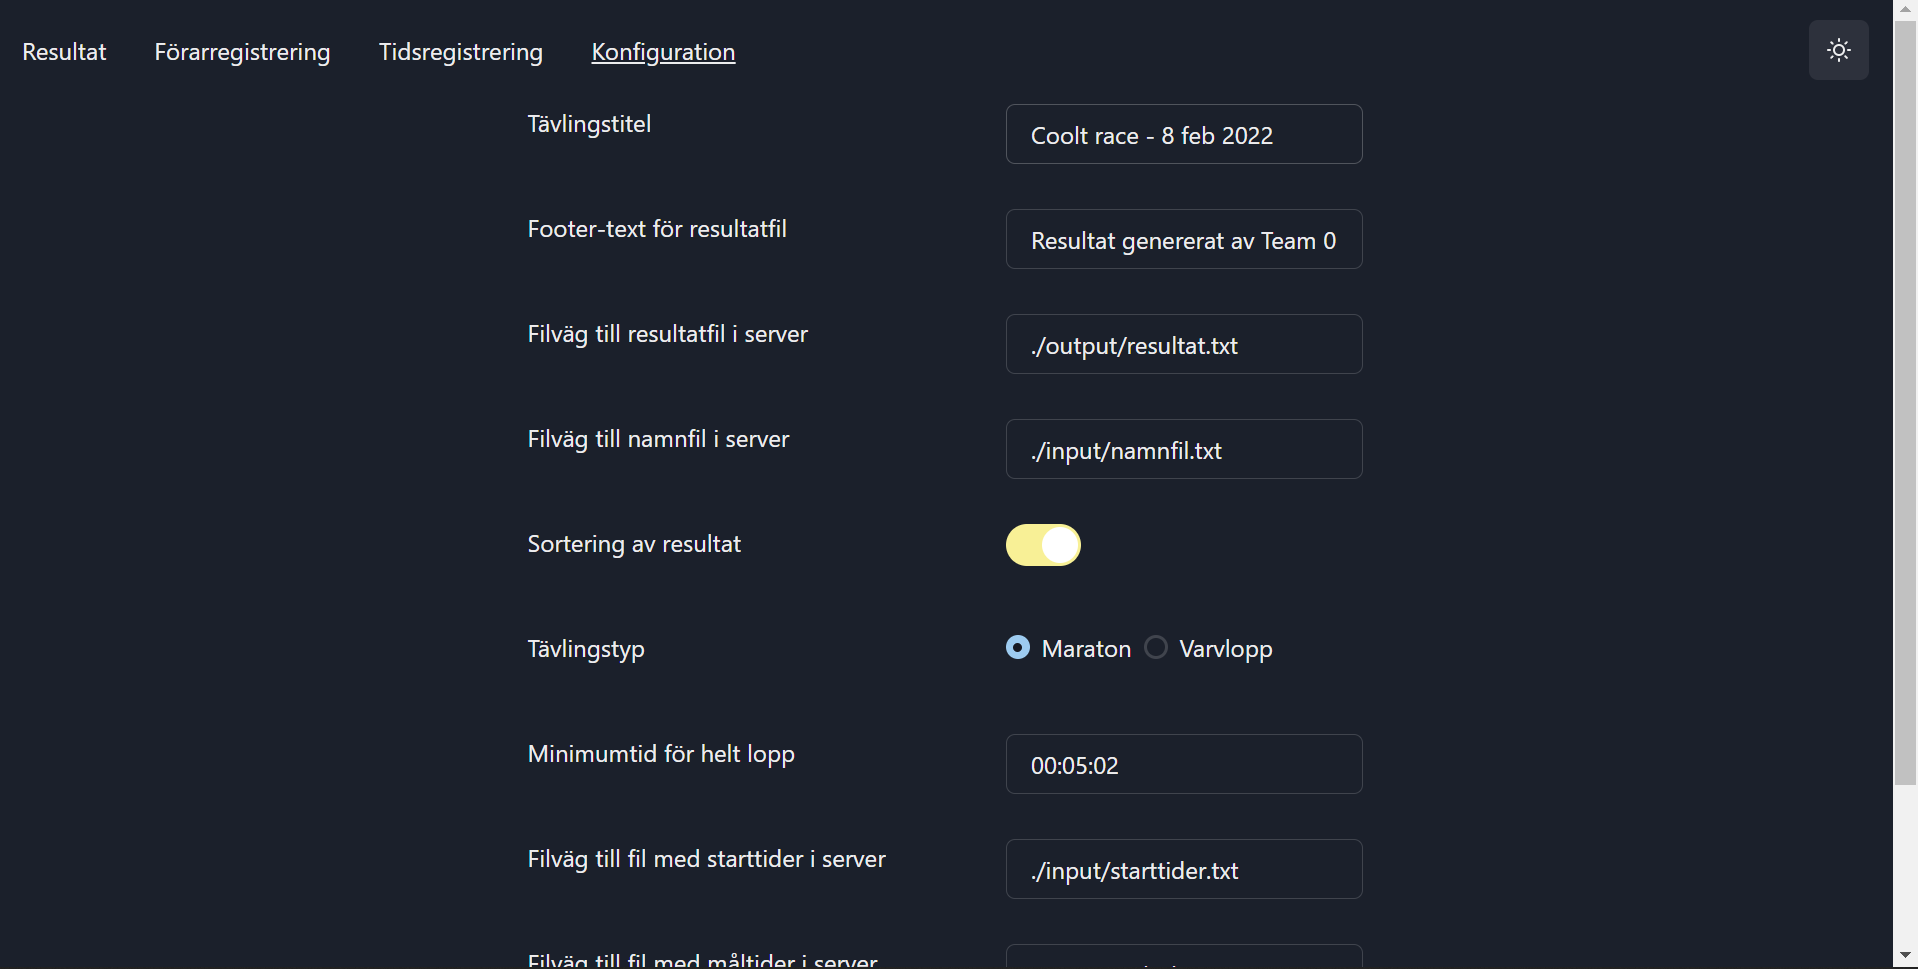 Resultat Förarregistrering Tidsregistrering Konfiguration
Tävlingstitel Coolt race - 8 feb 2022
Footer-text för resultatfil Resultat genererat av Team 0
Filväg till resultatfil i server ./output/resultat.txt
Filväg till namnfil i server ./input/namnfil.txt
Sortering av resultat
Tävlingstyp Maraton Varvlopp
Minimumtid för helt lopp 00:05:02
Filväg till fil med starttider i server ./input/starttider.txt
Filväg till fil med måltider i server